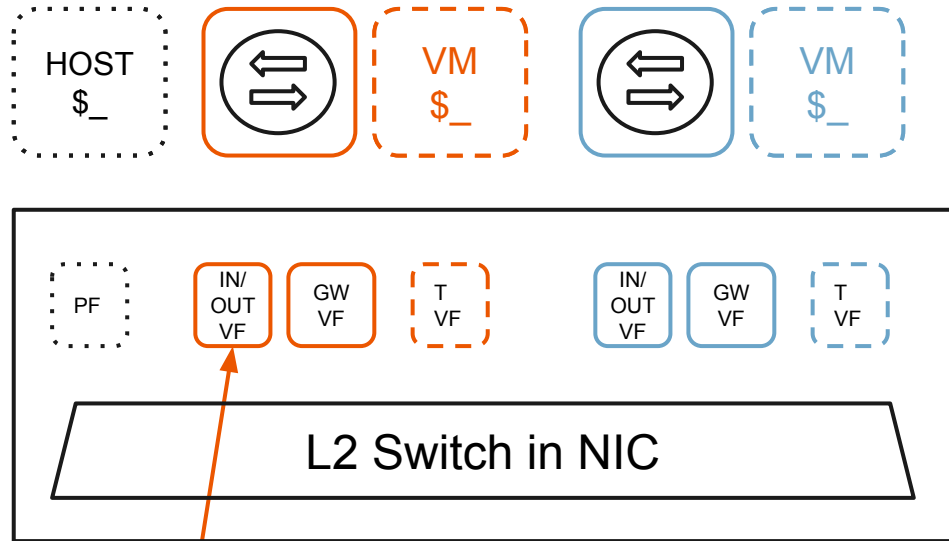 HOST
$_
VM
$_
VM
$_
PF
IN/
OUT
VF
GW
VF
T
VF
IN/
OUT
VF
GW
VF
T
VF
L2 Switch in NIC